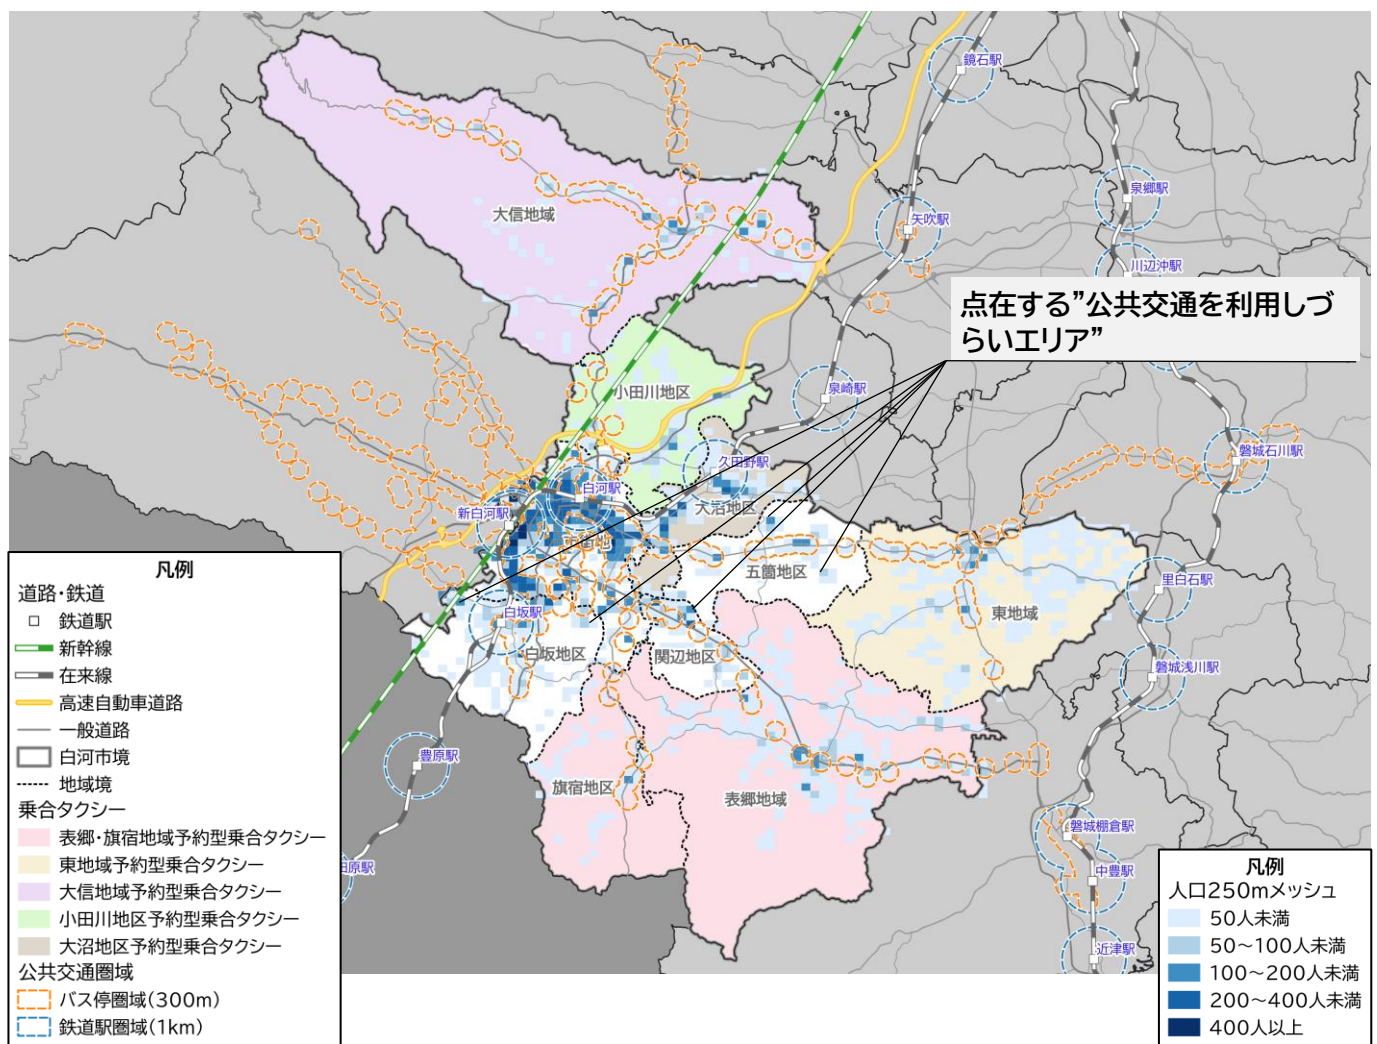 鏡石駅
泉郷駅
大信地域
矢吹駅
川辺沖駅
点在する”公共交通を利用しづ
らいエリア”
小田川地区
泉崎駅
久田野駅
磐城石川駅
白河駅
新白河駅
大沼地区
市街地
五箇地区
里白石駅
白坂駅
東地域
白坂地区
関辺地区
磐城浅川駅
豊原駅
旗宿地区
表郷地域
磐城棚倉駅
田原駅
中豊駅
近津駅
凡例
道路・鉄道
鉄道駅
新幹線
在来線
高速自動車道路
一般道路
白河市境
地域境
乗合タクシー
表郷・旗宿地域予約型乗合タクシー
東地域予約型乗合タクシー
大信地域予約型乗合タクシー
小田川地区予約型乗合タクシー
大沼地区予約型乗合タクシー
公共交通圏域
バス停圏域(300m)
鉄道駅圏域(1km)
凡例
人口250mメッシュ
50人未満
50～100人未満
100～200人未満
200～400人未満
400人以上